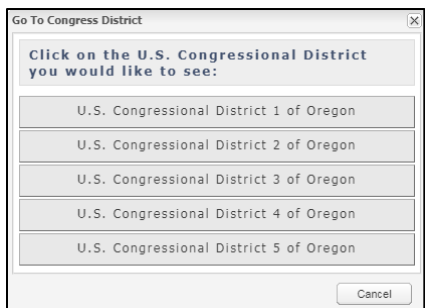 Go To Congress District
Click on the U.S. Congressional District
you would like to see:
U.S. Congressional District 1 of Oregon
U.S. Congressional District 2 of Oregon
U.S. Congressional District 3 of Oregon
U.S. Congressional District 4 of Oregon
U.S. Congressional District 5 of Oregon
Cancel